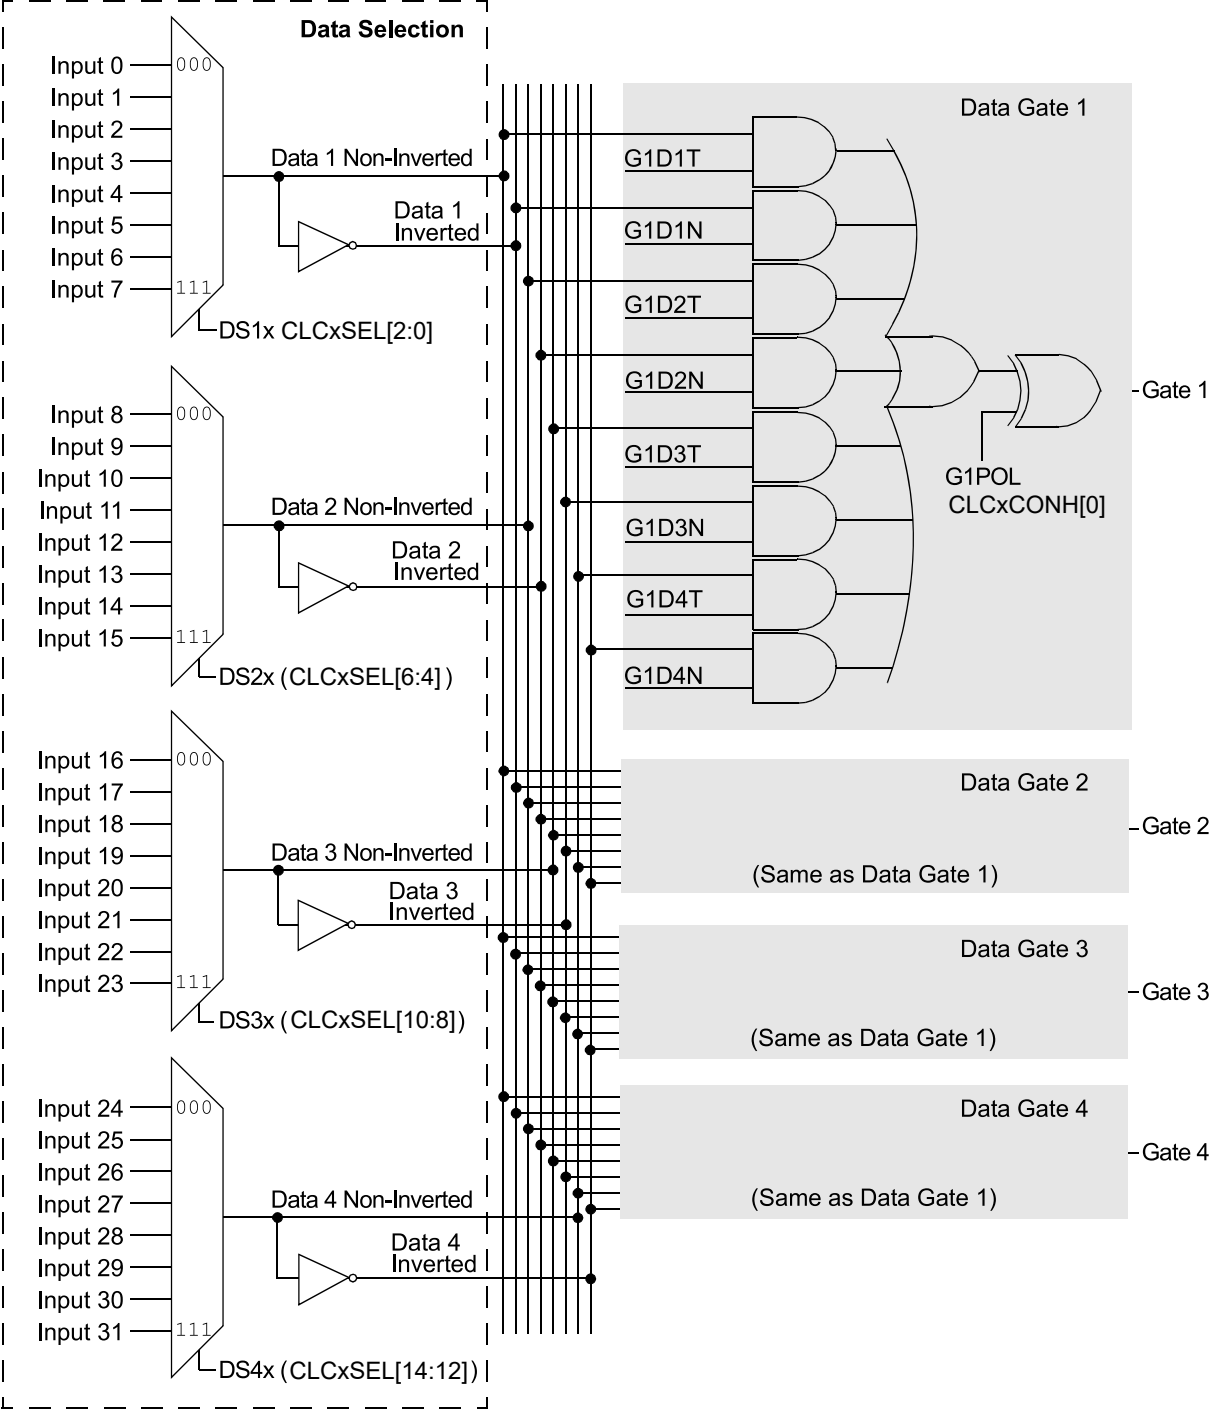 Data Selection
Input 0
000
Input 1
Input 2
Input 3
Input 4
Input 5
Input 6
Input 7
111
Data 1 Non-Inverted
Data 1
Inverted
DS1x CLCxSEL[2:0]
Input 8
000
Input 9
Input 10
Input 11
Input 12
Input 13
Input 14
Input 15
111
Data 2 Non-Inverted
Data 2
Inverted
DS2x (CLCxSEL[6:4])
Input 16
000
Input 17
Input 18
Input 19
Input 20
Input 21
Input 22
Input 23
111
Data 3 Non-Inverted
Data 3
Inverted
DS3x (CLCxSEL[10:8])
Input 24
000
Input 25
Input 26
Input 27
Input 28
Input 29
Input 30
Input 31
111
Data 4 Non-Inverted
Data 4
Inverted
DS4x (CLCxSEL[14:12])
Data Gate 1
G1D1T
G1D1N
G1D2T
G1D2N
G1D3T
G1D3N
G1D4T
G1D4N
G1POL
CLCxCONH[0]
Gate 1
Data Gate 2
(Same as Data Gate 1)
Gate 2
Data Gate 3
(Same as Data Gate 1)
Gate 3
Data Gate 4
(Same as Data Gate 1)
Gate 4